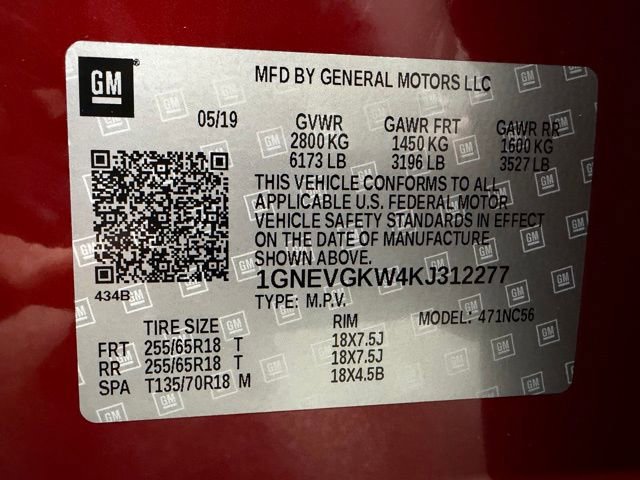 GM
MFD BY GENERAL MOTORS LLC
05/19 GVWR GAWR FRT GAWR RR
2800 KG 1450 KG 1600 KG
6173 LB 3196 LB 3527 LB
THIS VEHICLE CONFORMS TO ALL
APPLICABLE U.S. FEDERAL MOTOR
VEHICLE SAFETY STANDARDS IN EFFECT
ON THE DATE OF MANUFACTURE
SHOWN ABOVE.
1GNEVGKW4KJ312277
434B
TYPE: M.P.V. MODEL: 471NC56
TIRE SIZE RIM
FRT 255/65R18 T 18X7.5J
RR 255/65R18 T 18X7.5J
SPA T135/70R18 M 18X4.5B